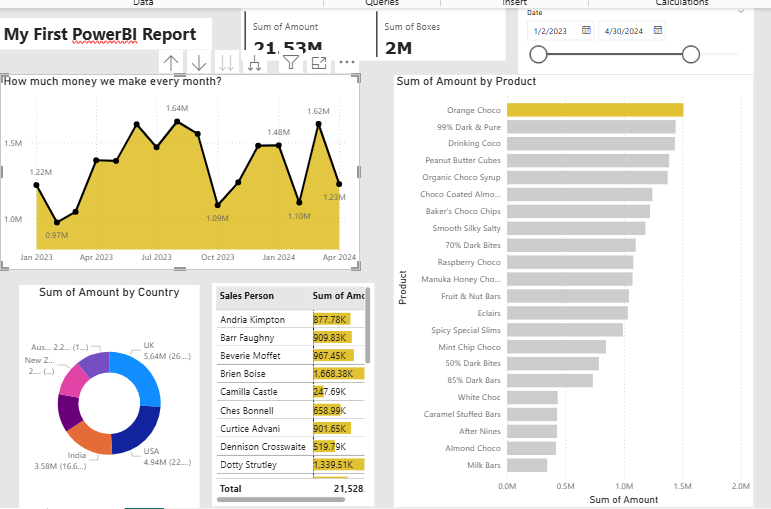 Data Queries Insert Calculations
My First PowerBI Report
Sum of Amount
21.53M
Sum of Boxes
2M
Date
1/2/2023
4/30/2024
How much money we make every month?
1.64M
1.62M
1.5M
1.48M
1.22M
1.23M
1.0M
1.09M
1.10M
0.97M
Jan 2023 Apr 2023 Jul 2023 Oct 2023 Jan 2024 Apr 2024
Sum of Amount by Product
Product
Orange Choco
99% Dark & Pure
Drinking Coco
Peanut Butter Cubes
Organic Choco Syrup
Choco Coated Almo...
Baker's Choco Chips
Smooth Silky Salty
70% Dark Bites
Raspberry Choco
Manuka Honey Cho...
Fruit & Nut Bars
Eclairs
Spicy Special Slims
Mint Chip Choco
50% Dark Bites
85% Dark Bars
White Choc
Caramel Stuffed Bars
After Nines
Almond Choco
Milk Bars
0.0M 0.5M 1.0M 1.5M 2.0M
Sum of Amount
Sum of Amount by Country
Aus... 2.2... (1...)
New Z...
2.... (...)
UK
5.64M (26....)
India
3.58M (16.6...)
USA
4.94M (22....)
Sales Person Sum of Amo
Andria Kimpton 877.78K
Barr Faughny 909.83K
Beverie Moffet 967.45K
Brien Boise 1,668.38K
Camilla Castle 247.69K
Ches Bonnell 658.99K
Curtice Advani 901.65K
Dennison Crosswaite 519.79K
Dotty Strutley 1,339.51K
Total 21,528.